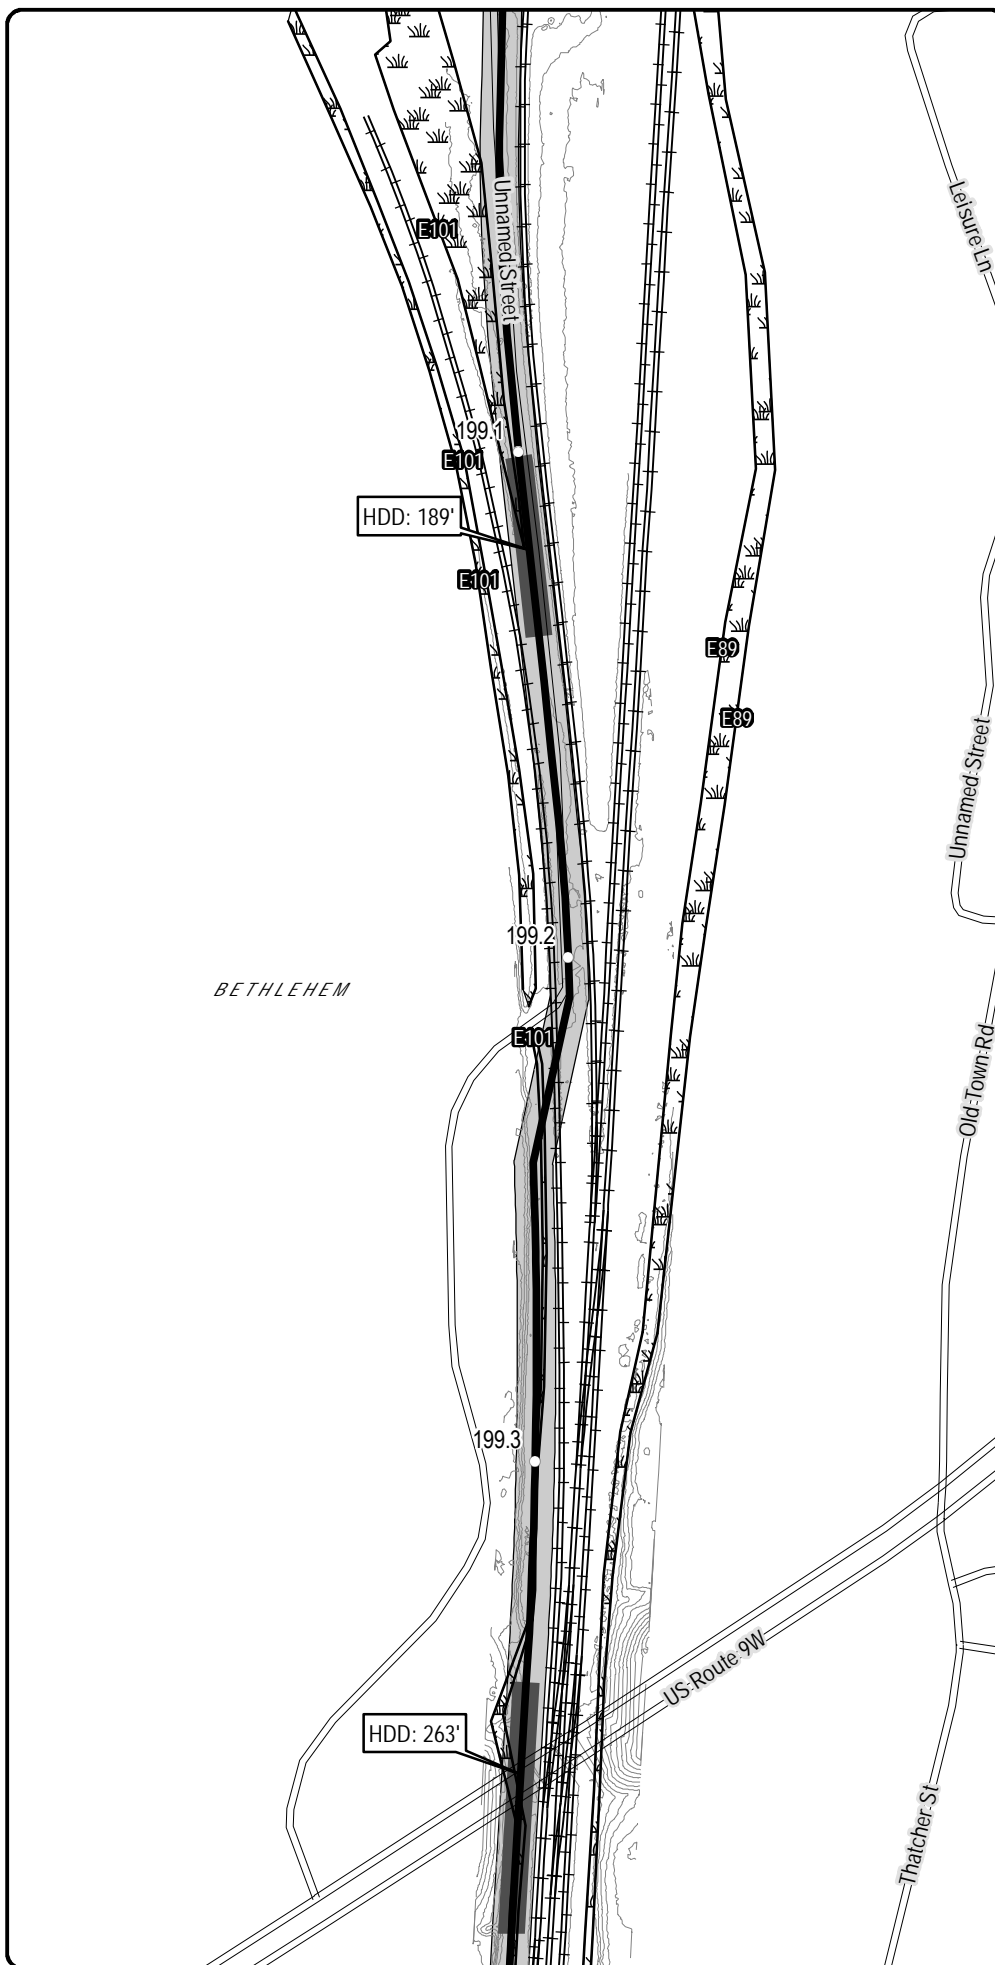 Leisure Ln
Unnamed Street
E101
199.1
E101
HDD: 189'
E101
E89
E89
Unnamed Street
199.2
BETHLEHEM
E101
Old Town Rd
199.3
US Route 9W
HDD: 263'
Thatcher St